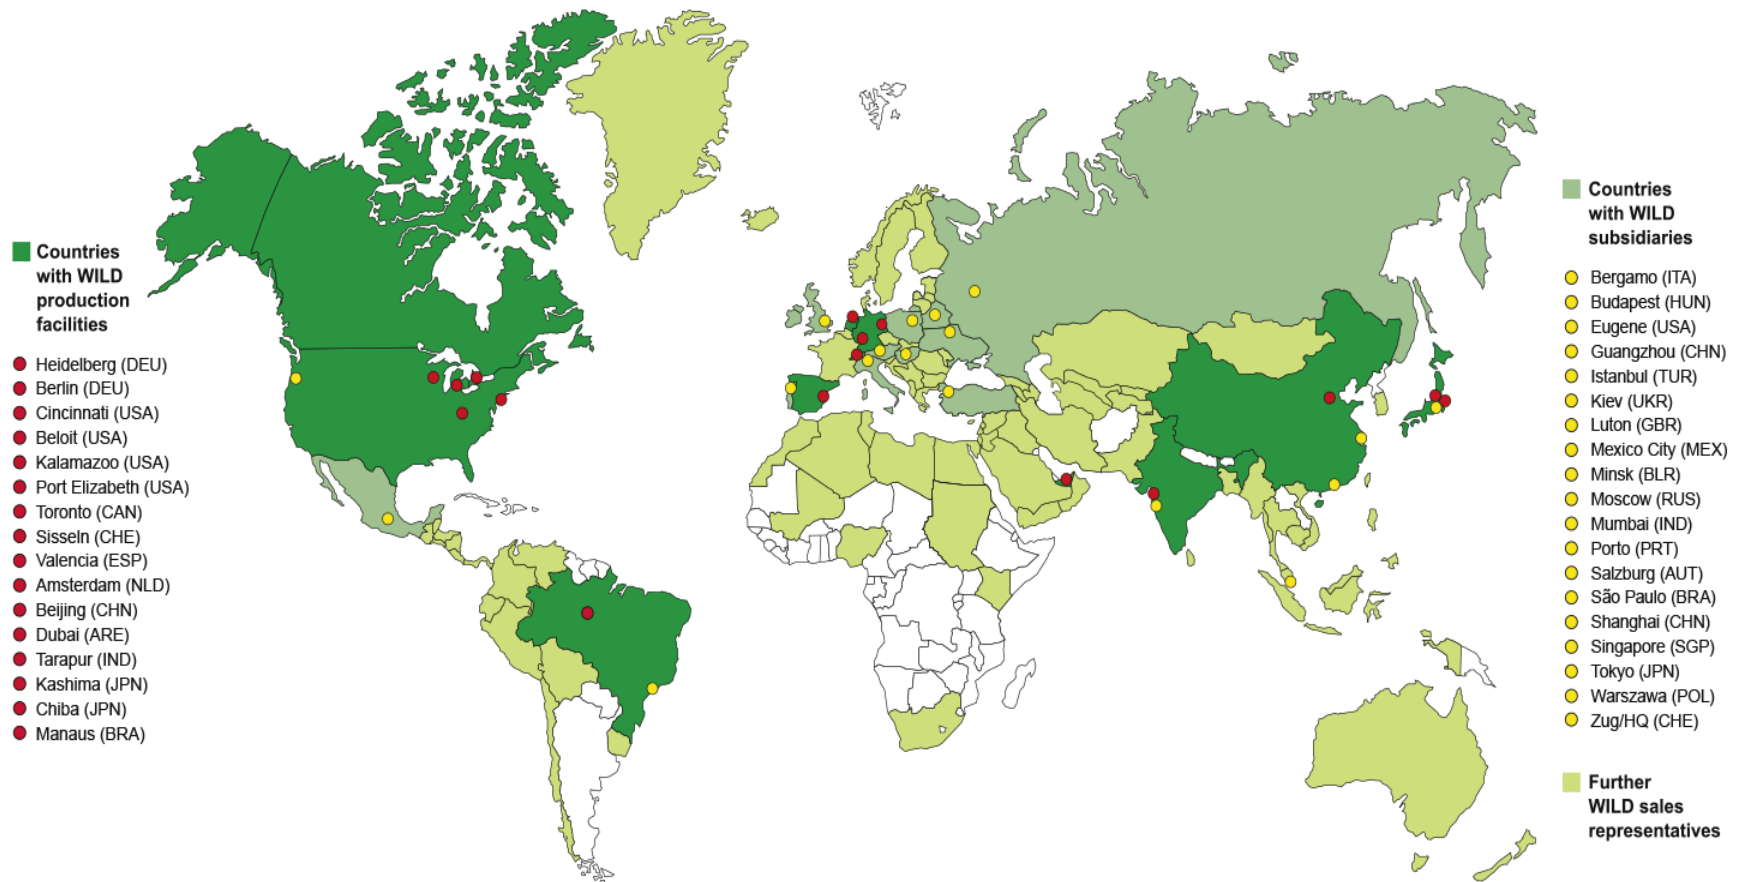 Countries
with WILD
production
facilities
Heidelberg (DEU)
Berlin (DEU)
Cincinnati (USA)
Beloit (USA)
Kalamazoo (USA)
Port Elizabeth (USA)
Toronto (CAN)
Sisseln (CHE)
Valencia (ESP)
Amsterdam (NLD)
Beijing (CHN)
Dubai (ARE)
Tarapur (IND)
Kashima (JPN)
Chiba (JPN)
Manaus (BRA)
Countries
with WILD
subsidiaries
Bergamo (ITA)
Budapest (HUN)
Eugene (USA)
Guangzhou (CHN)
Istanbul (TUR)
Kiev (UKR)
Luton (GBR)
Mexico City (MEX)
Minsk (BLR)
Moscow (RUS)
Mumbai (IND)
Porto (PRT)
Salzburg (AUT)
São Paulo (BRA)
Shanghai (CHN)
Singapore (SGP)
Tokyo (JPN)
Warszawa (POL)
Zug/HQ (CHE)
Further
WILD sales
representatives